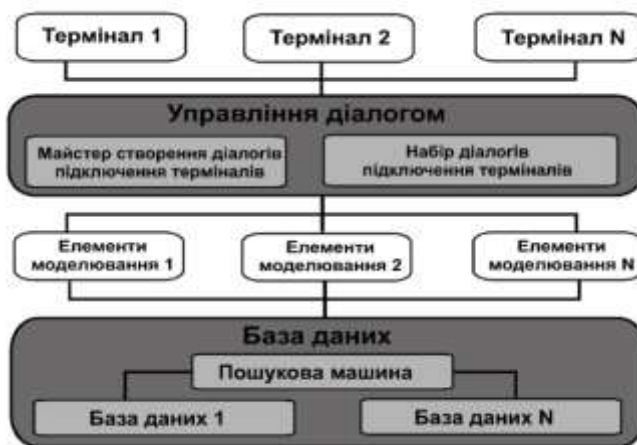 Термінал 1
Термінал 2
Термінал N
Управління діалогом
Майстер створення діалогів
підключення терміналів
Набір діалогів
підключення терміналів
Елементи
моделювання 1
Елементи
моделювання 2
Елементи
моделювання N
База даних
Пошукова машина
База даних 1
База даних N